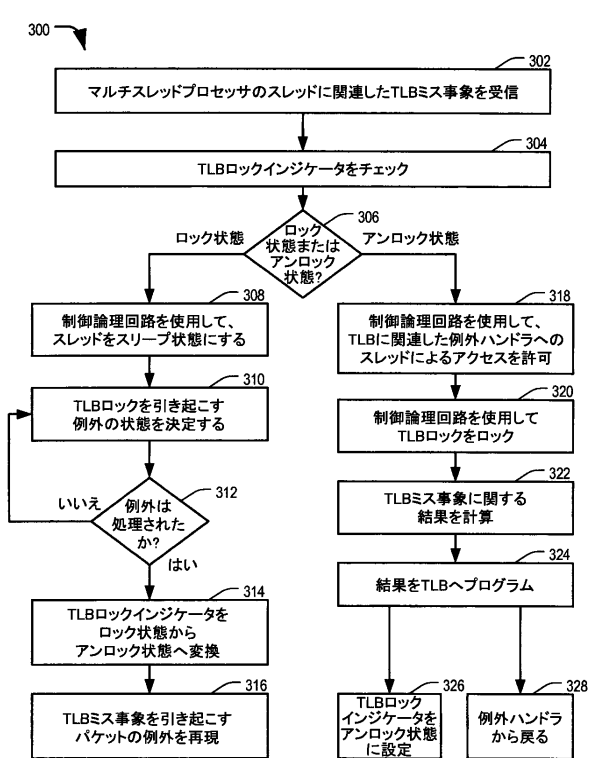 300
302
マルチスレッドプロセッサのスレッドに関連したTLBミス事象を受信
304
TLBロックインジケータをチェック
306
ロック
状態または
アンロック
状態?
ロック状態
アンロック状態
308
制御論理回路を使用して、
スレッドをスリープ状態にする
310
TLBロックを引き起こす
例外の状態を決定する
312
例外は
処理された
か?
いいえ
はい
314
TLBロックインジケータを
ロック状態から
アンロック状態へ変換
316
TLBミス事象を引き起こす
パケットの例外を再現
318
制御論理回路を使用して、
TLBに関連した例外ハンドラへの
スレッドによるアクセスを許可
320
制御論理回路を使用して
TLBロックをロック
322
TLBミス事象に関する
結果を計算
324
結果をTLBへプログラム
326
TLBロック
インジケータを
アンロック状態
に設定
328
例外ハンドラ
から戻る